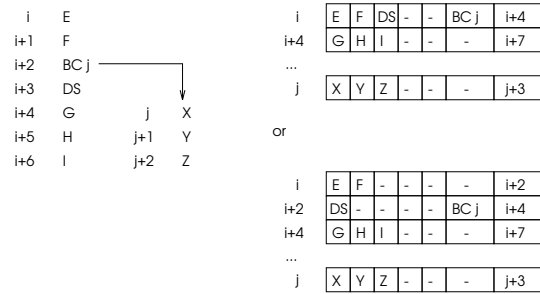 i E
i+1 F
i+2 BC j
i+3 DS
i+4 G j X
i+5 H j+1 Y
i+6 I j+2 Z
i E F DS - - BC j i+4
i+4 G H I - - - i+7
...
j X Y Z - - - j+3
or
i E F - - - - i+2
i+2 DS - - - - BC j i+4
i+4 G H I - - - i+7
...
j X Y Z - - - j+3